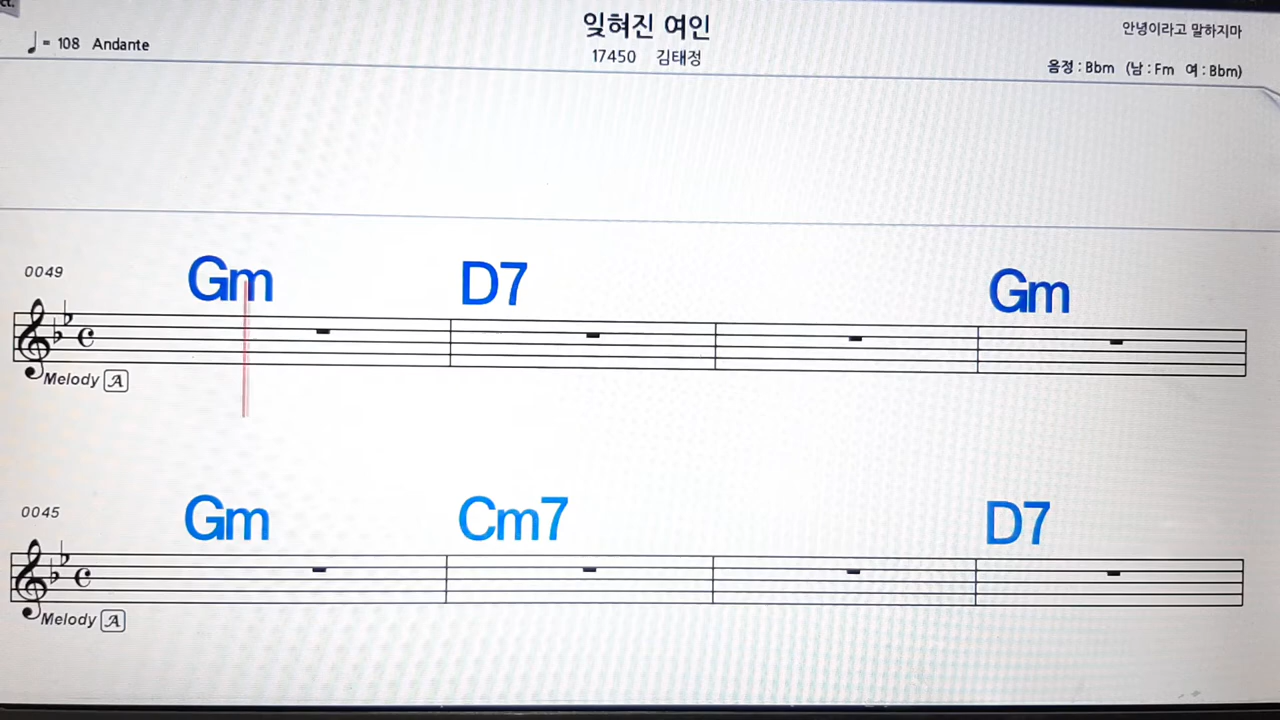 ct.
♩= 108 Andante
잊혀진 여인
17450 김태정
안녕이라고 말하지마
음정 : Bbm (남 : Fm 여 : Bbm)
Gm D7 Gm
0049
Melody A
Gm Cm7 D7
0045
Melody A